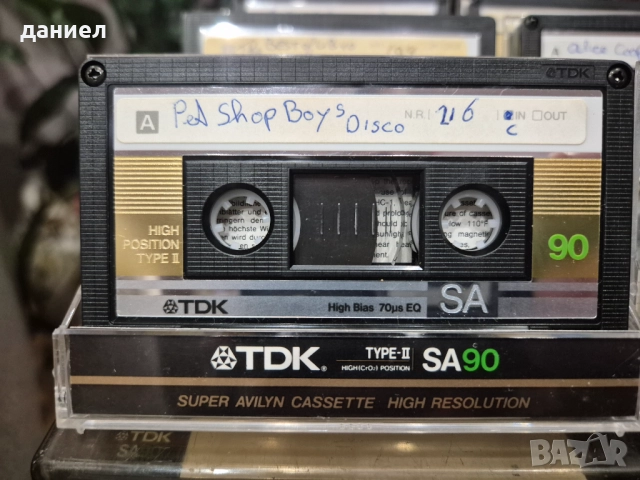 даниел
TDK
A Pet Shop Boys Disco N.R| 216 |IN OUT
C
HIGH
POSITION
TYPE II
90
TDK High Bias 70µs EQ SA
TDK TYPE-II SA90
HIGH(CrO₂) POSITION
SUPER AVILYN CASSETTE HIGH RESOLUTION
TDK
SA
BAZAR